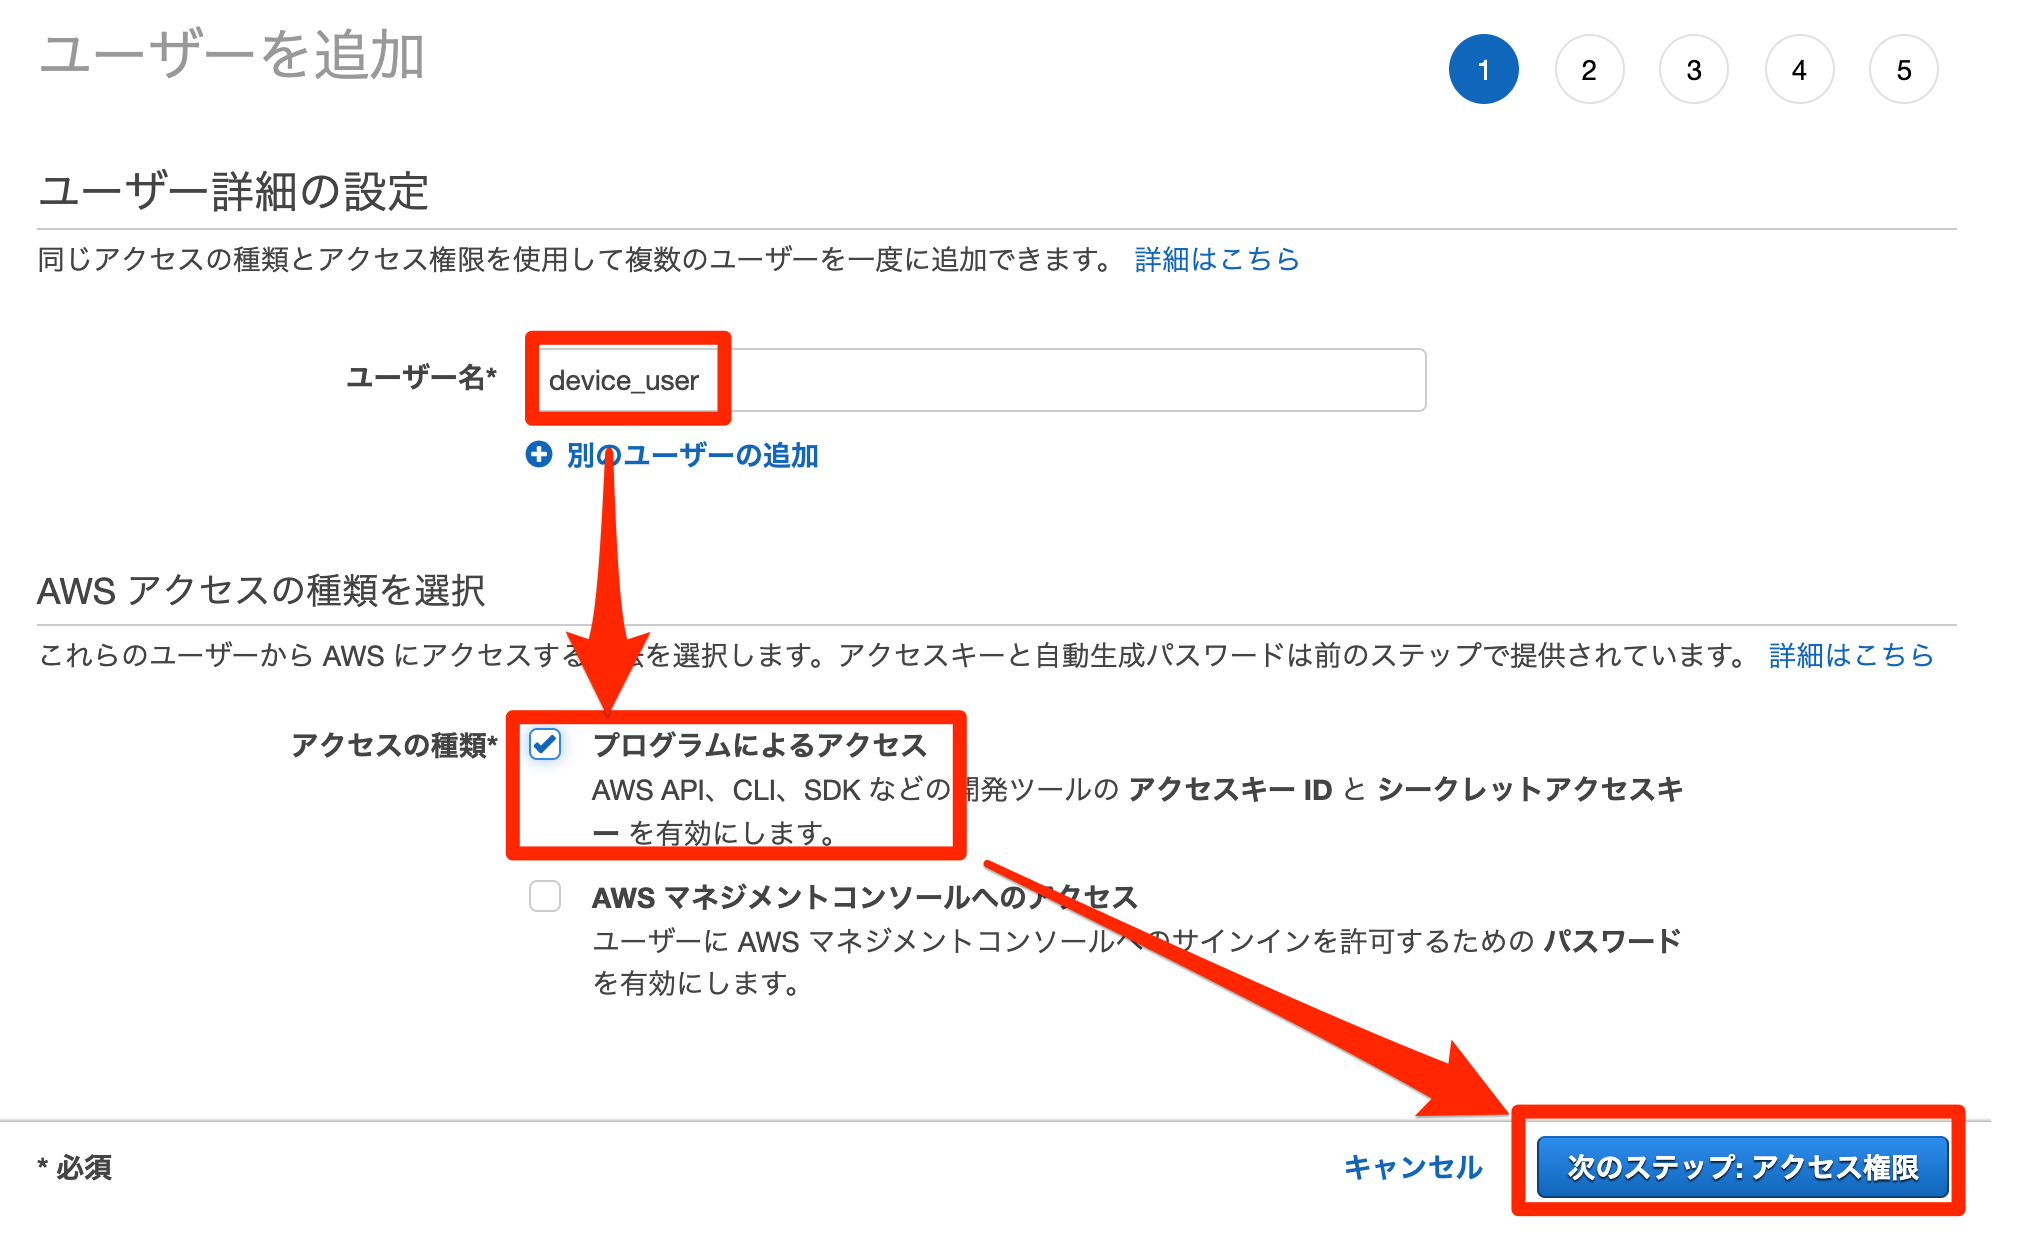 ユーザーを追加
1 2 3 4 5
ユーザー詳細の設定
同じアクセスの種類とアクセス権限を使用して複数のユーザーを一度に追加できます。 詳細はこちら
ユーザー名* device_user
別のユーザーの追加
AWS アクセスの種類を選択
これらのユーザーから AWS にアクセスする を選択します。アクセスキーと自動生成パスワードは前のステップで提供されています。 詳細はこちら
アクセスの種類* プログラムによるアクセス
AWS API、CLI、SDK などの開発ツールの アクセスキー ID と シークレットアクセスキ
ー を有効にします。
AWS マネジメントコンソールへのアクセス
ユーザーに AWS マネジメントコンソールへのサインインを許可するための パスワード
を有効にします。
* 必須 キャンセル 次のステップ: アクセス権限